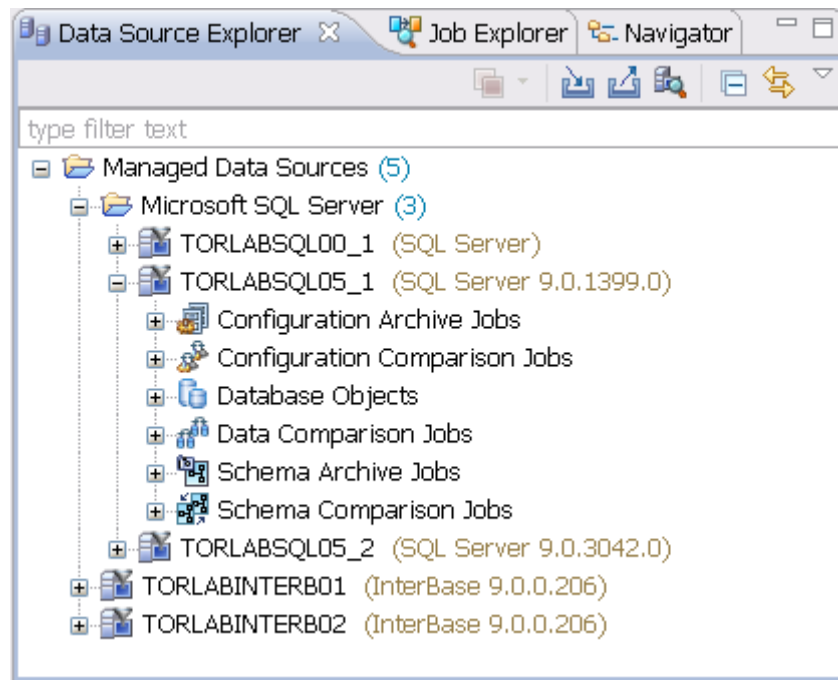 Data Source Explorer Job Explorer Navigator
type filter text
Managed Data Sources (5)
Microsoft SQL Server (3)
TORLABSQL00_1 (SQL Server)
TORLABSQL05_1 (SQL Server 9.0.1399.0)
Configuration Archive Jobs
Configuration Comparison Jobs
Database Objects
Data Comparison Jobs
Schema Archive Jobs
Schema Comparison Jobs
TORLABSQL05_2 (SQL Server 9.0.3042.0)
TORLABINTERB01 (InterBase 9.0.0.206)
TORLABINTERB02 (InterBase 9.0.0.206)